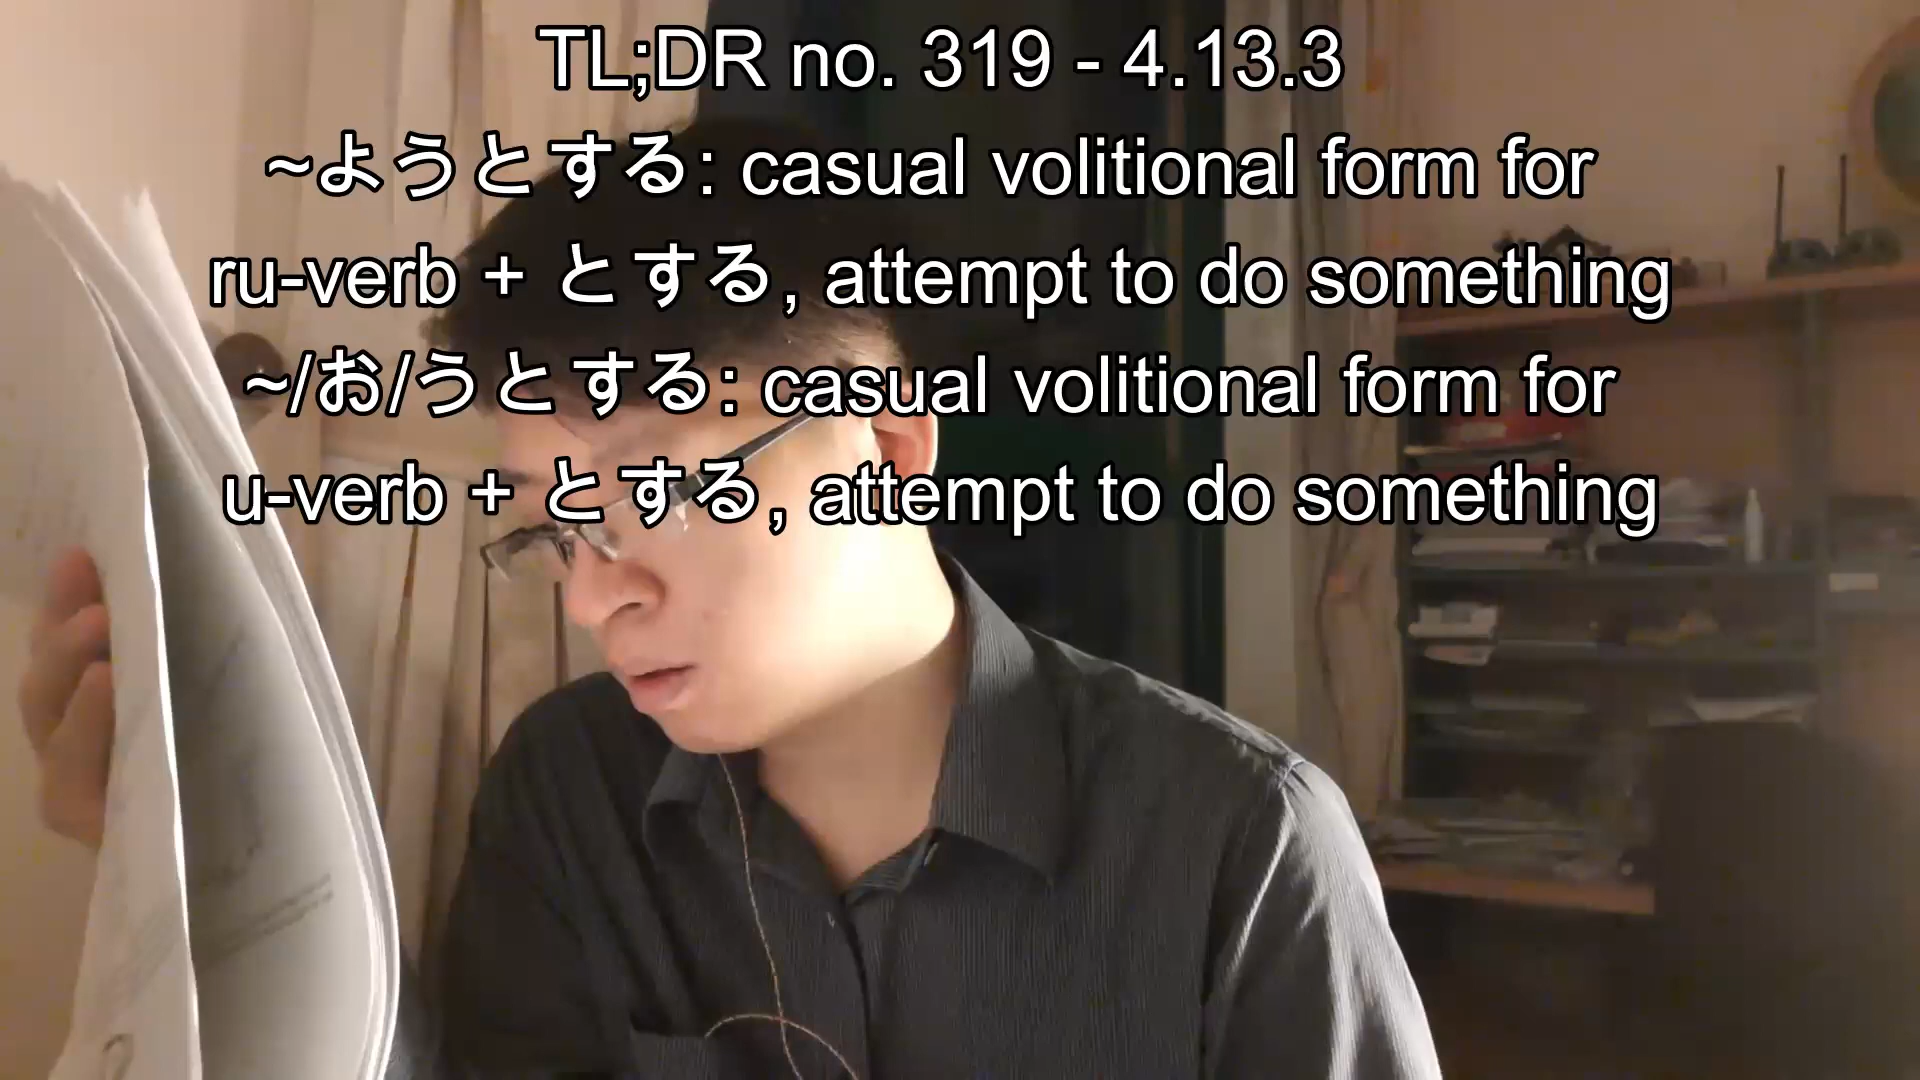 TL;DR no. 319 - 4.13.3
~ようとする: casual volitional form for
ru-verb + とする, attempt to do something
~/お/うとする: casual volitional form for
u-verb + とする, attempt to do something